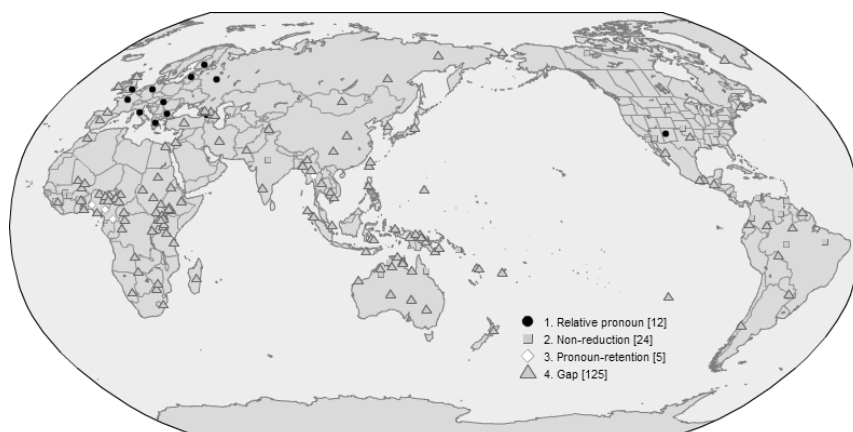 1. Relative pronoun [12]
2. Non-reduction [24]
3. Pronoun-retention [5]
4. Gap [125]